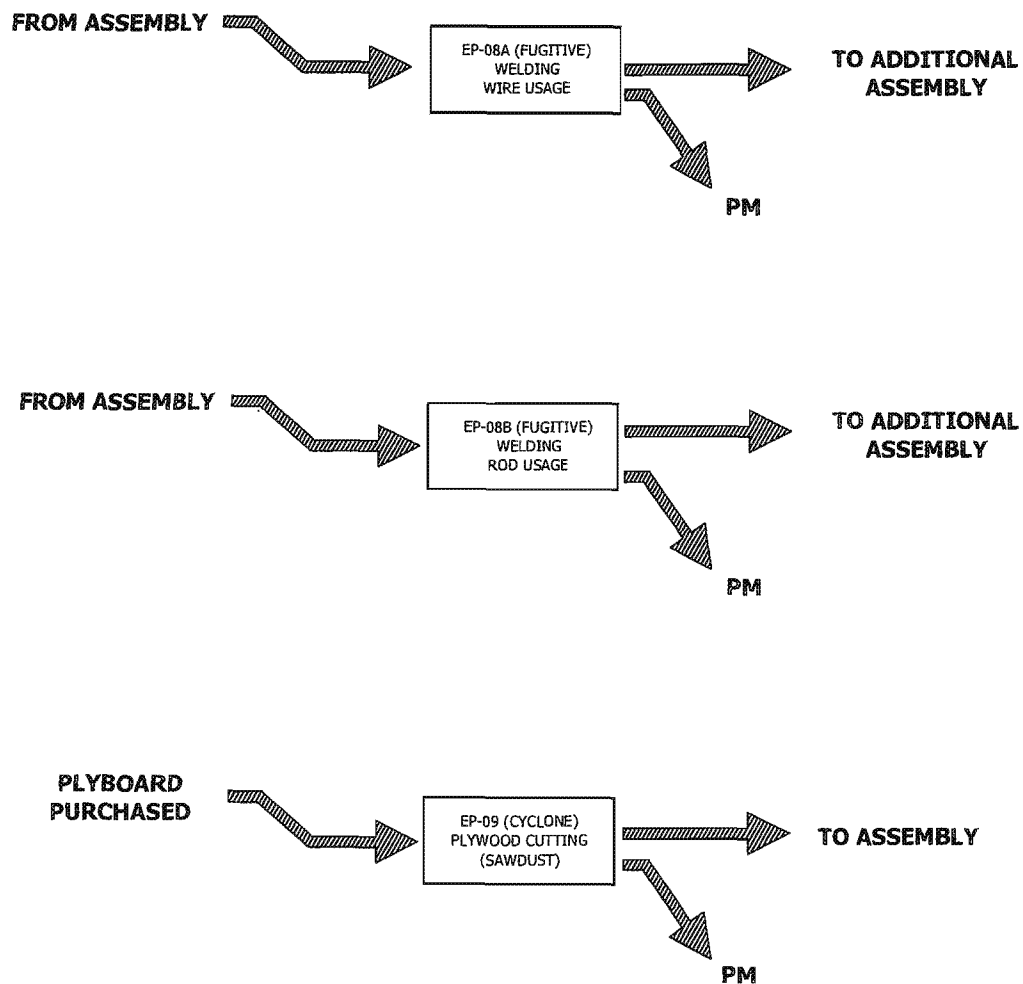 FROM ASSEMBLY
EP-08A (FUGITIVE)
WELDING
WIRE USAGE
TO ADDITIONAL
ASSEMBLY
PM
FROM ASSEMBLY
EP-08B (FUGITIVE)
WELDING
ROD USAGE
TO ADDITIONAL
ASSEMBLY
PM
PLYBOARD
PURCHASED
EP-09 (CYCLONE)
PLYWOOD CUTTING
(SAWDUST)
TO ASSEMBLY
PM